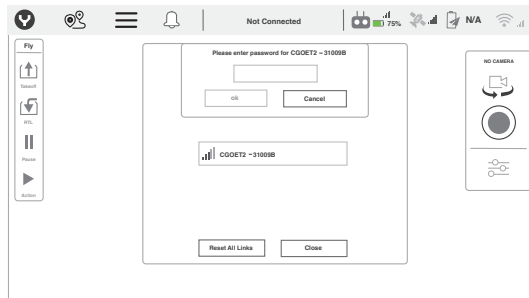 Not Connected
75%
N/A
Fly
Takeoff
RTL
Pause
Action
Please enter password for CGOET2 ~31009B
ok
Cancel
CGOET2 ~31009B
Reset All Links
Close
NO CAMERA